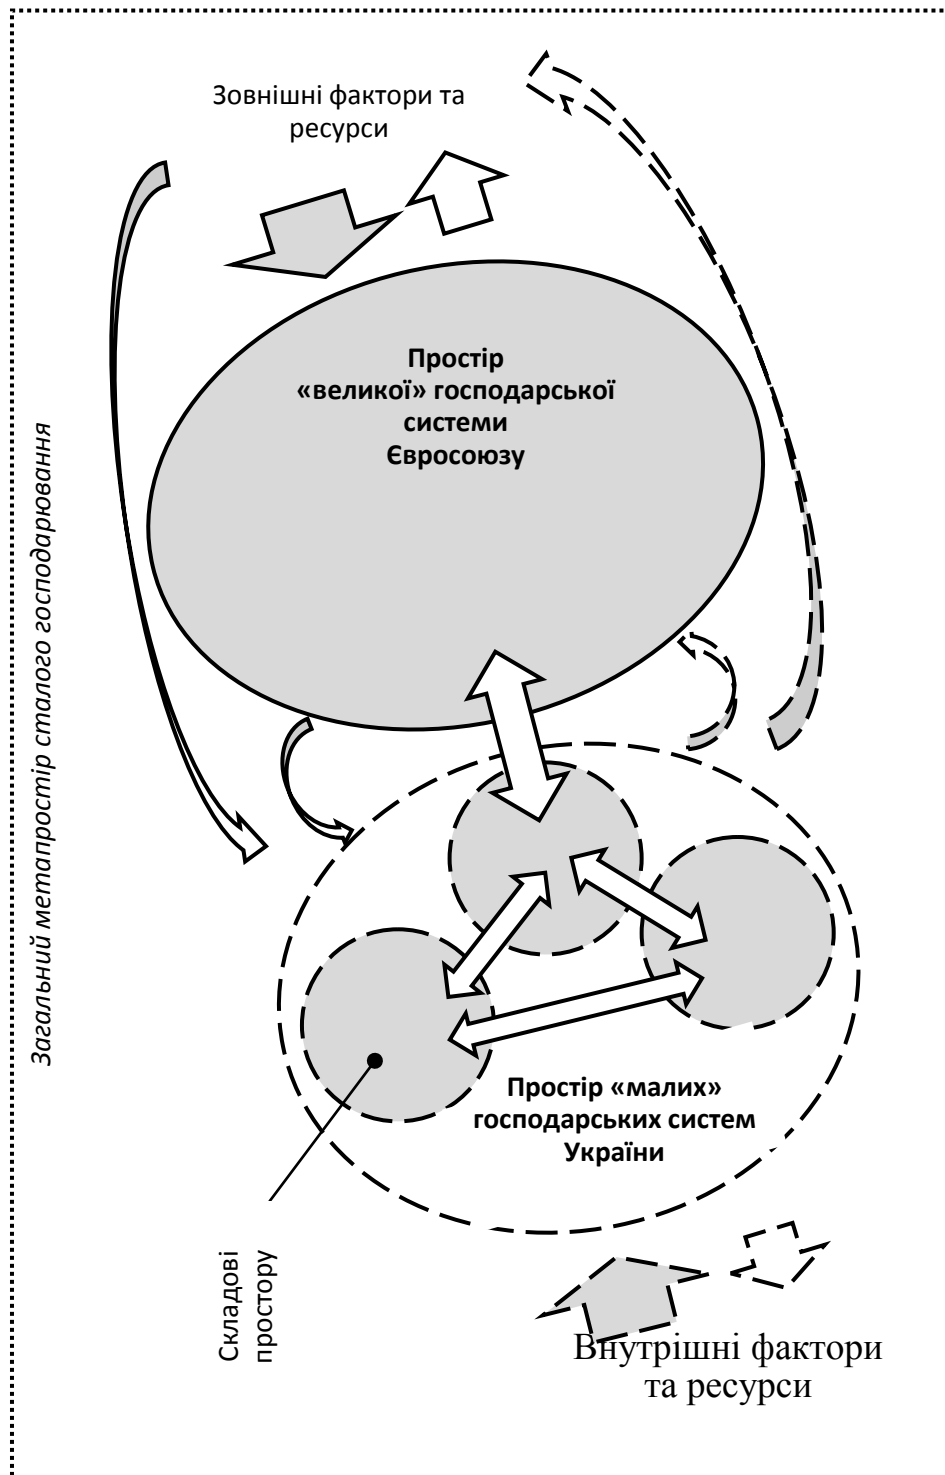 Зовнішні фактори та
ресурси
Простір
«великої» господарської
системи
Євросоюзу
Загальний метапростір сталого господарювання
Простір «малих»
господарських систем
України
Складові
простору
Внутрішні фактори
та ресурси